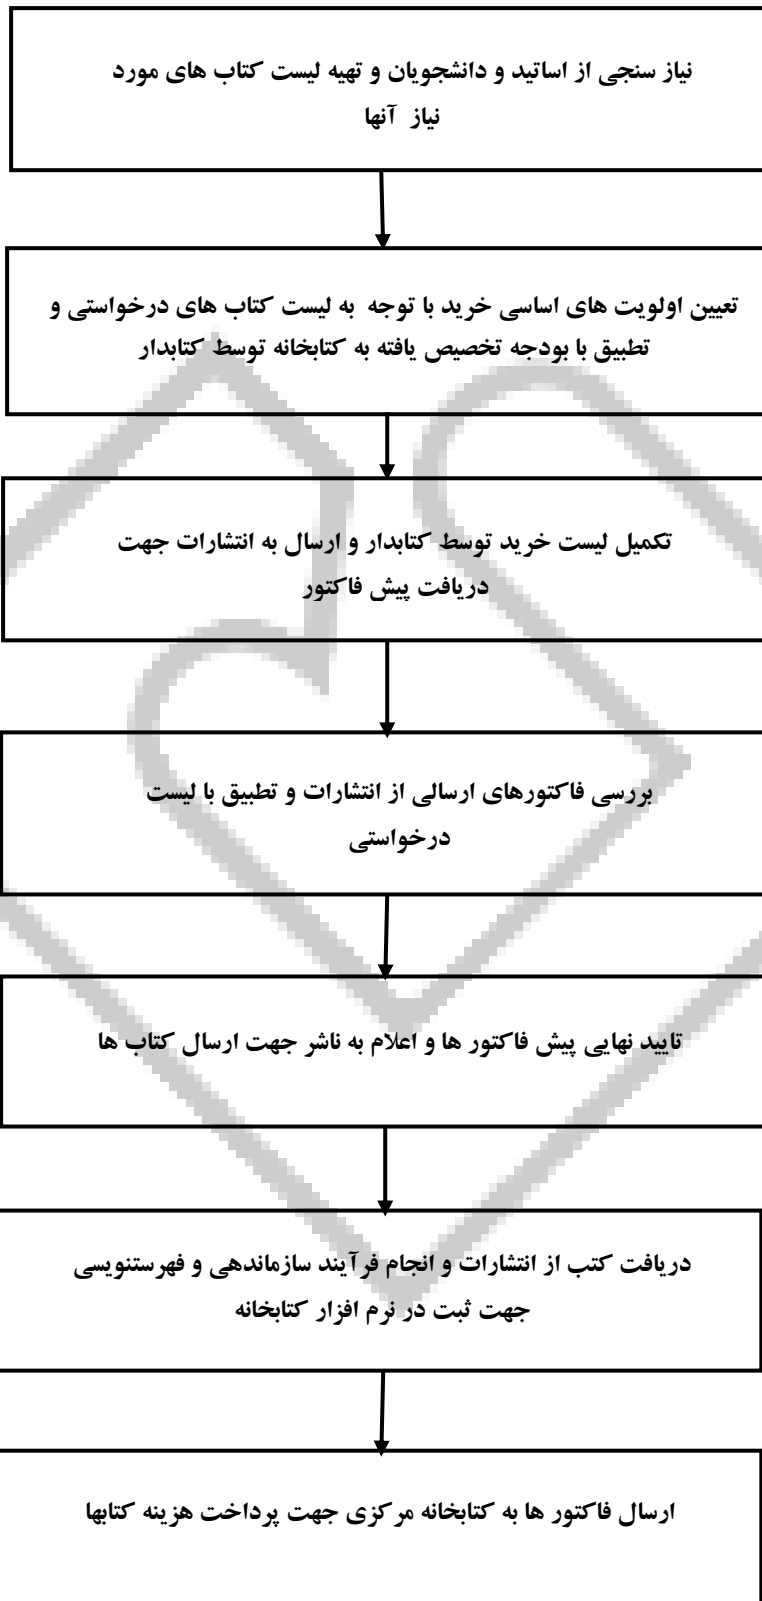 نیاز سنجی از اساتید و دانشجویان و تهیه لیست کتاب های مورد
نیاز آنها
تعیین اولویت های اساسی خرید با توجه به لیست کتاب های درخواستی و
تطبیق با بودجه تخصیص یافته به کتابخانه توسط کتابدار
تکمیل لیست خرید توسط کتابدار و ارسال به انتشارات جهت
دریافت پیش فاکتور
بررسی فاکتورهای ارسالی از انتشارات و تطبیق با لیست
درخواستی
تایید نهایی پیش فاکتور ها و اعلام به ناشر جهت ارسال کتاب ها
دریافت کتب از انتشارات و انجام فرآیند سازماندهی و فهرستنویسی
جهت ثبت در نرم افزار کتابخانه
ارسال فاکتور ها به کتابخانه مرکزی جهت پرداخت هزینه کتابها